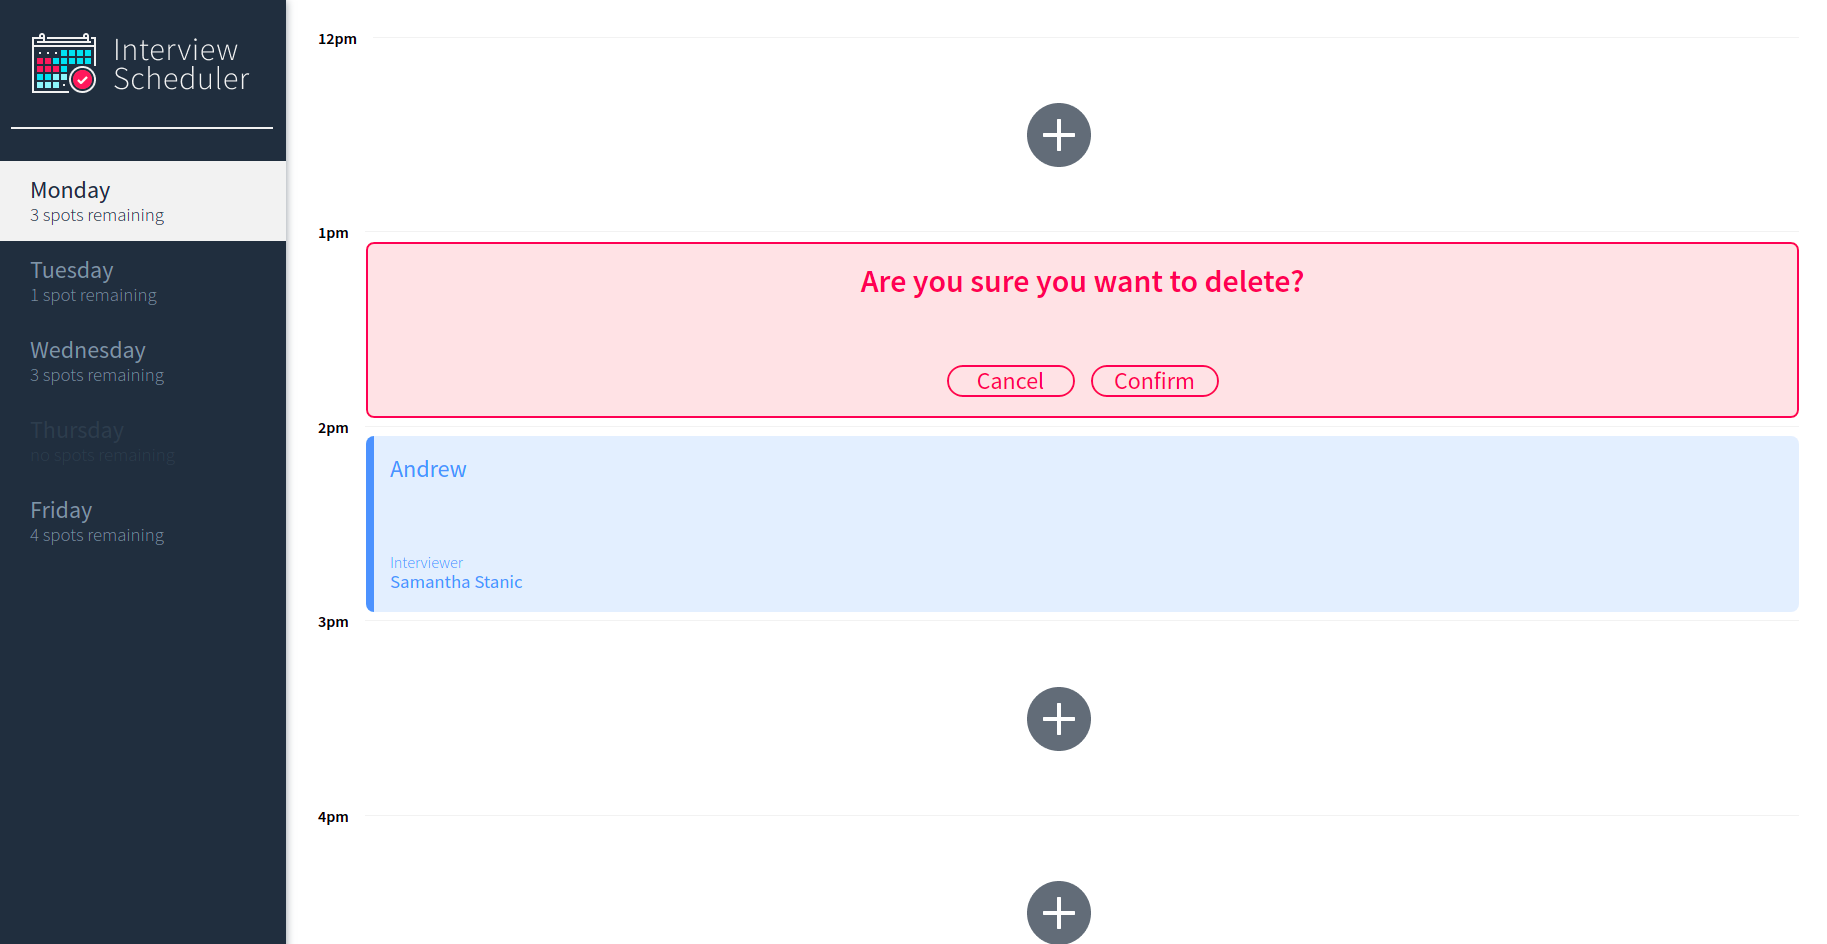 Interview
Scheduler
Monday
3 spots remaining
Tuesday
1 spot remaining
Wednesday
3 spots remaining
Thursday
no spots remaining
Friday
4 spots remaining
12pm
1pm
Are you sure you want to delete?
Cancel Confirm
2pm
Andrew
Interviewer
Samantha Stanic
3pm
4pm